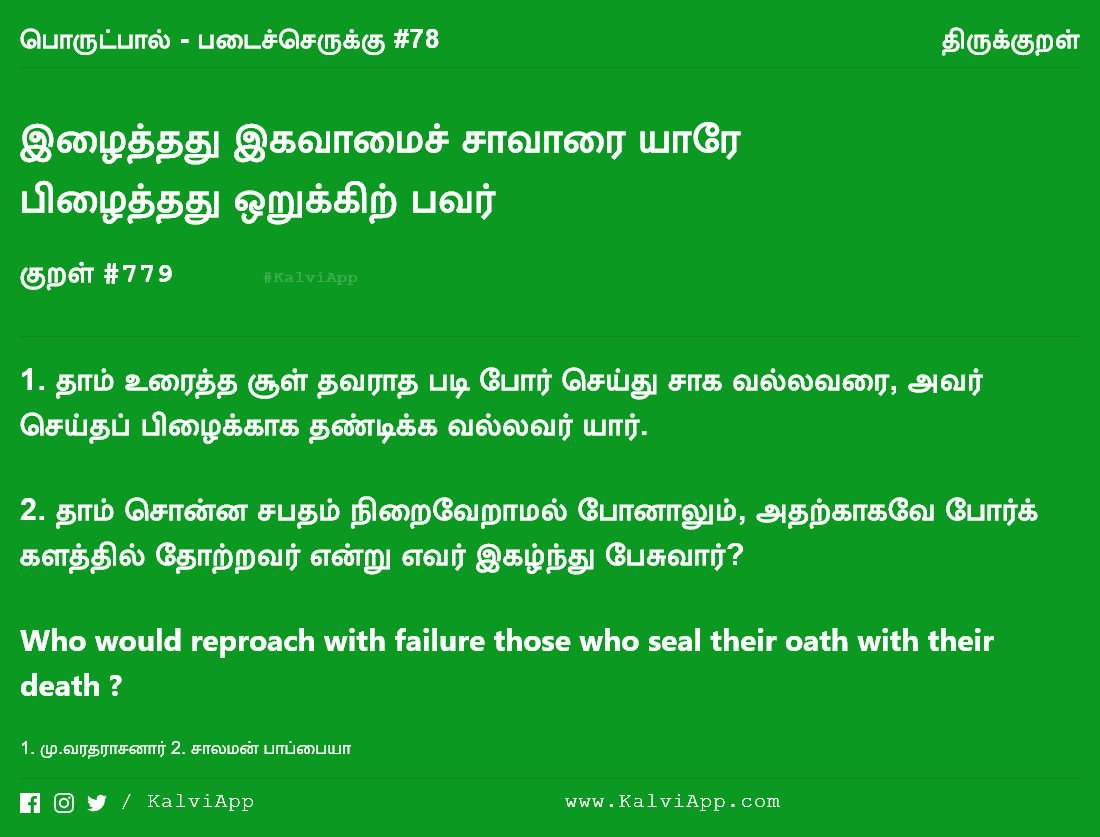 பொருட்பால் - படைச்செருக்கு #78 திருக்குறள்
இழைத்தது இகவாமைச் சாவாரை யாரே
பிழைத்தது ஒறுக்கிற் பவர்
குறள் #779 #KalviApp
1. தாம் உரைத்த சூள் தவராத படி போர் செய்து சாக வல்லவரை, அவர்
செய்தப் பிழைக்காக தண்டிக்க வல்லவர் யார்.
2. தாம் சொன்ன சபதம் நிறைவேறாமல் போனாலும், அதற்காகவே போர்க்
களத்தில் தோற்றவர் என்று எவர் இகழ்ந்து பேசுவார்?
Who would reproach with failure those who seal their oath with their
death ?
1. மு.வரதராசனார் 2. சாலமன் பாப்பையா
/ KalviApp www.KalviApp.com